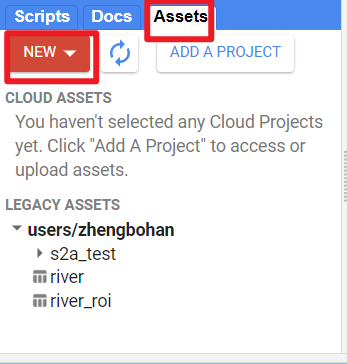 Scripts Docs Assets
NEW ADD A PROJECT
CLOUD ASSETS
You haven't selected any Cloud Projects
yet. Click "Add A Project" to access or
upload assets.
LEGACY ASSETS
users/zhengbohan
s2a_test
river
river_roi